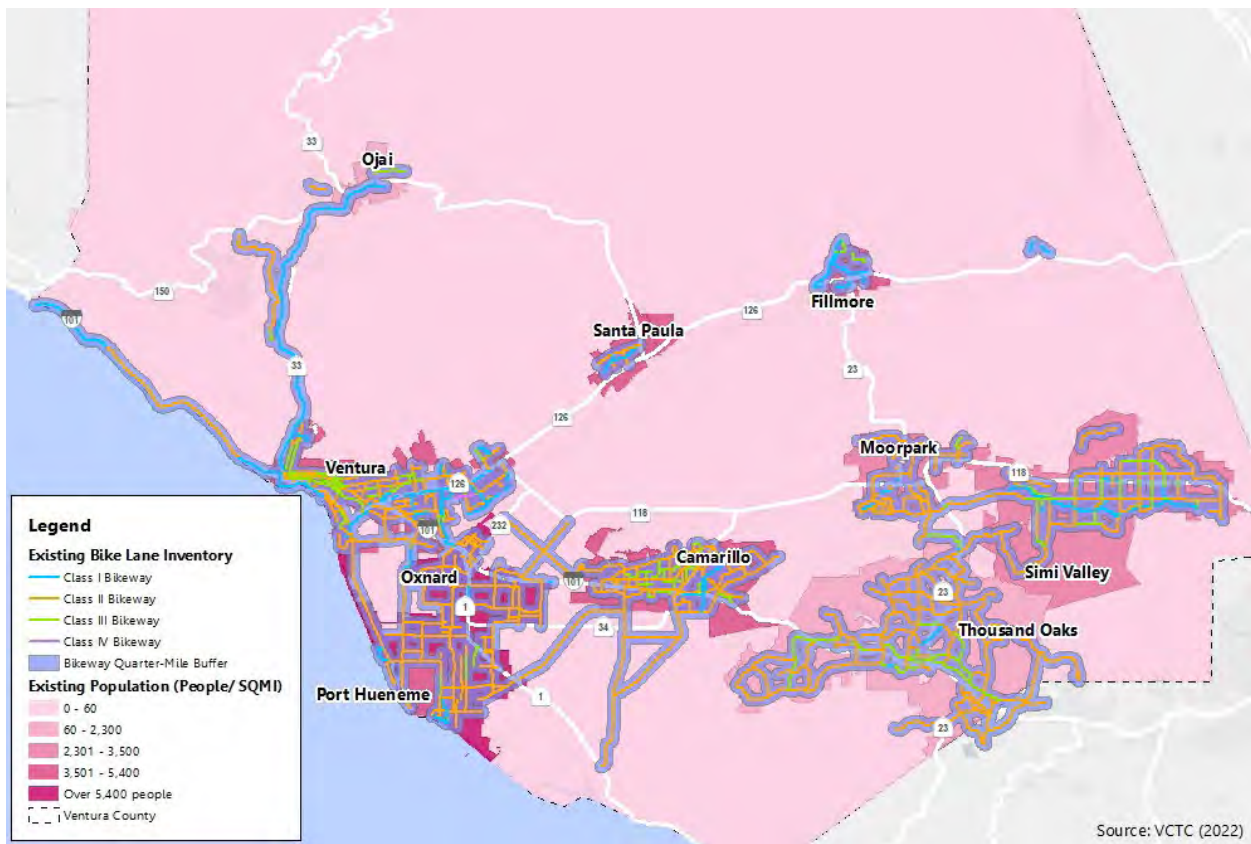 33
Ojai
150
101
Fillmore
Santa Paula
126
33
23
126
Moorpark
Ventura
118
126
101
232
118
Camarillo
Oxnard
101
Simi Valley
23
1
34
Thousand Oaks
Port Hueneme
1
23
Legend
Existing Bike Lane Inventory
Class I Bikeway
Class II Bikeway
Class III Bikeway
Class IV Bikeway
Bikeway Quarter-Mile Buffer
Existing Population (People/ SQMI)
0 - 60
60 - 2,300
2,301 - 3,500
3,501 - 5,400
Over 5,400 people
Ventura County
Source: VCTC (2022)